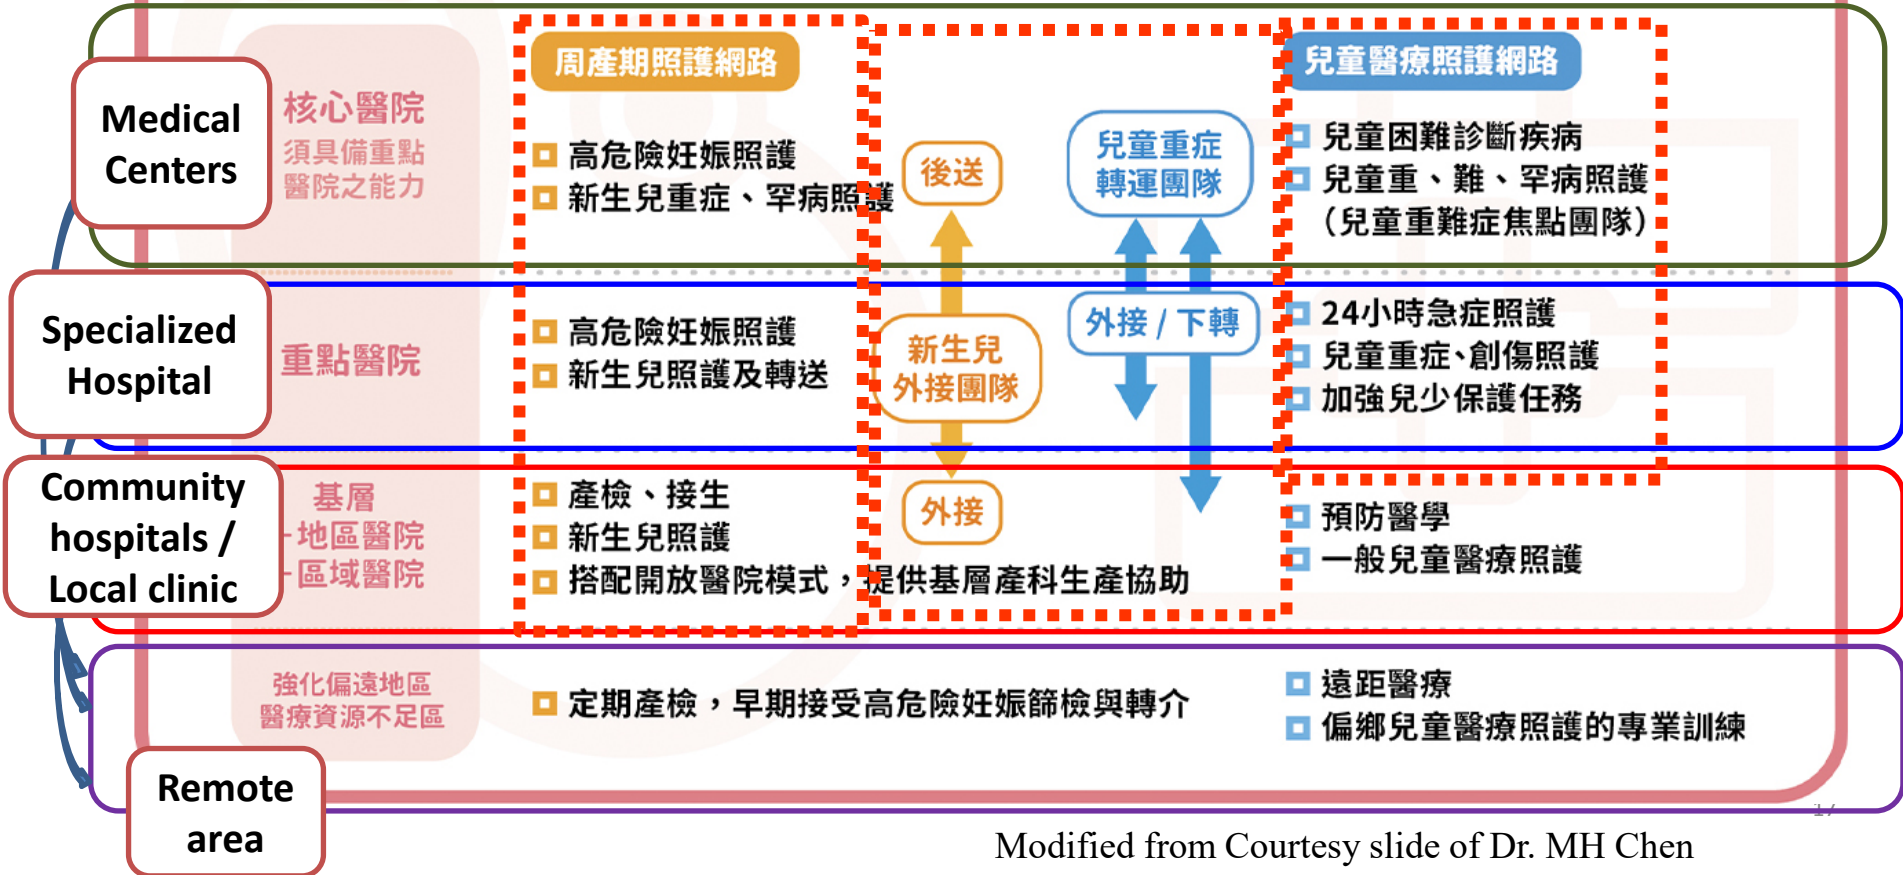 Medical
Centers
核心醫院
須具備重點
醫院之能力
周產期照護網路
高危險妊娠照護
新生兒重症、罕病照護
後送
兒童重症
轉運團隊
兒童醫療照護網路
兒童困難診斷疾病
兒童重、難、罕病照護
（兒童重難症焦點團隊）
Specialized
Hospital
重點醫院
高危險妊娠照護
新生兒照護及轉送
新生兒
外接團隊
外接 / 下轉
24小時急症照護
兒童重症、創傷照護
加強兒少保護任務
Community
hospitals /
Local clinic
基層
-地區醫院
-區域醫院
產檢、接生
新生兒照護
搭配開放醫院模式，提供基層產科生產協助
外接
預防醫學
一般兒童醫療照護
強化偏遠地區
醫療資源不足區
定期產檢，早期接受高危險妊娠篩檢與轉介
遠距醫療
偏鄉兒童醫療照護的專業訓練
Remote
area
17
Modified from Courtesy slide of Dr. MH Chen